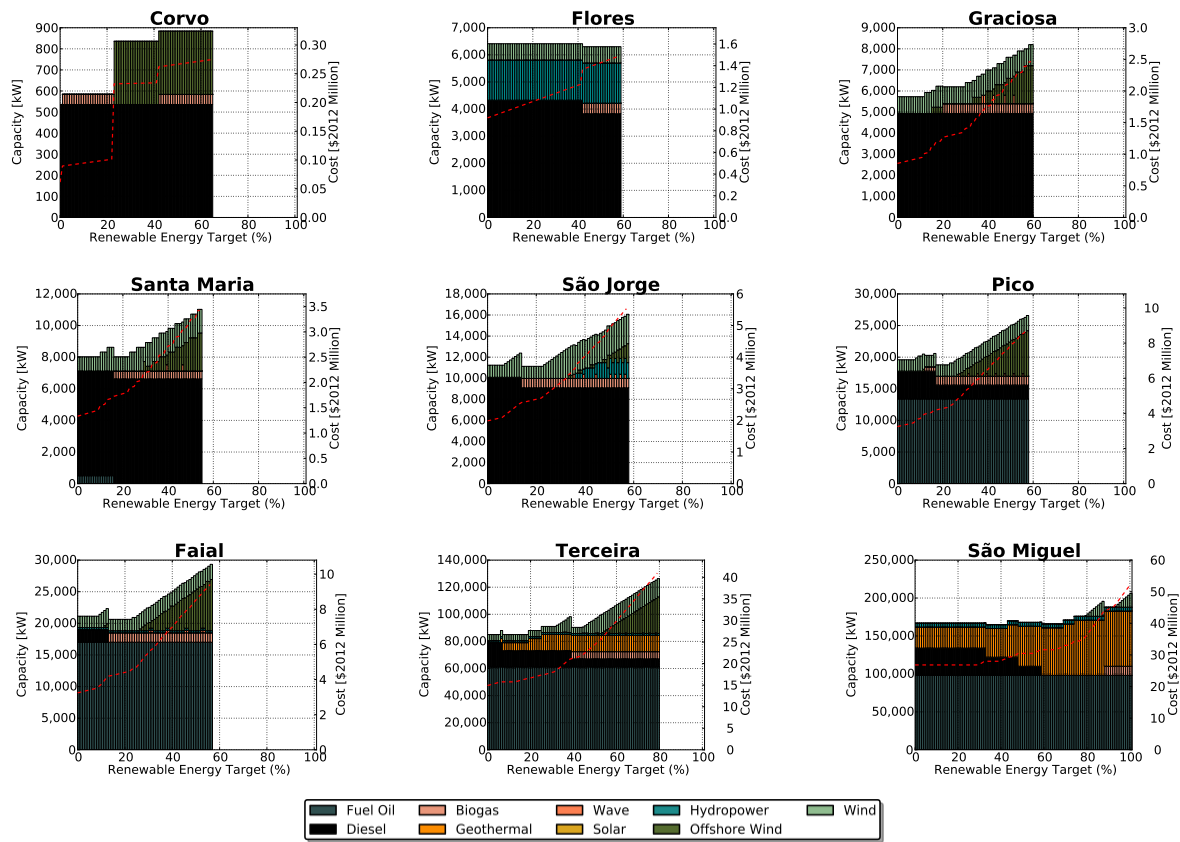 Corvo
Flores
Graciosa
900
800
700
600
500
400
300
200
100
0
Capacity [kW]
0.30
0.25
0.20
0.15
0.10
0.05
0.00
Cost [$2012 Million]
0 20 40 60 80 100
Renewable Energy Target (%)
7,000
6,000
5,000
4,000
3,000
2,000
1,000
0
Capacity [kW]
1.6
1.4
1.2
1.0
0.8
0.6
0.4
0.2
0.0
Cost [$2012 Million]
0 20 40 60 80 100
Renewable Energy Target (%)
9,000
8,000
7,000
6,000
5,000
4,000
3,000
2,000
1,000
0
Capacity [kW]
3.0
2.5
2.0
1.5
1.0
0.5
0.0
Cost [$2012 Million]
0 20 40 60 80 100
Renewable Energy Target (%)
Santa Maria
São Jorge
Pico
12,000
10,000
8,000
6,000
4,000
2,000
0
Capacity [kW]
3.5
3.0
2.5
2.0
1.5
1.0
0.5
0.0
Cost [$2012 Million]
0 20 40 60 80 100
Renewable Energy Target (%)
18,000
16,000
14,000
12,000
10,000
8,000
6,000
4,000
2,000
0
Capacity [kW]
6
5
4
3
2
1
0
Cost [$2012 Million]
0 20 40 60 80 100
Renewable Energy Target (%)
30,000
25,000
20,000
15,000
10,000
5,000
0
Capacity [kW]
10
8
6
4
2
0
Cost [$2012 Million]
0 20 40 60 80 100
Renewable Energy Target (%)
Faial
Terceira
São Miguel
30,000
25,000
20,000
15,000
10,000
5,000
0
Capacity [kW]
10
8
6
4
2
0
Cost [$2012 Million]
0 20 40 60 80 100
Renewable Energy Target (%)
140,000
120,000
100,000
80,000
60,000
40,000
20,000
0
Capacity [kW]
40
35
30
25
20
15
10
5
0
Cost [$2012 Million]
0 20 40 60 80 100
Renewable Energy Target (%)
250,000
200,000
150,000
100,000
50,000
0
Capacity [kW]
60
50
40
30
20
10
0
Cost [$2012 Million]
0 20 40 60 80 100
Renewable Energy Target (%)
Fuel Oil Biogas Wave Hydropower Wind
Diesel Geothermal Solar Offshore Wind